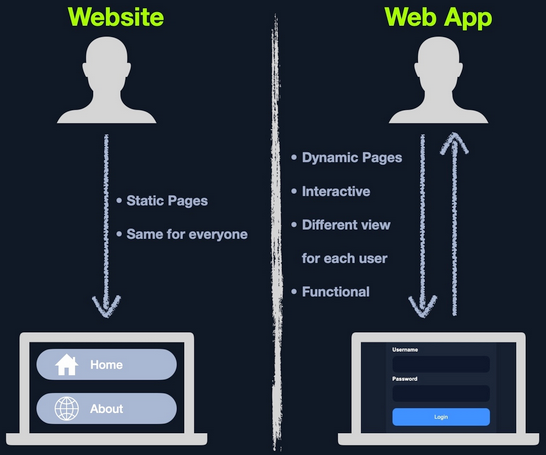 Website
• Static Pages
• Same for everyone
Home
About
Web App
• Dynamic Pages
• Interactive
• Different view
for each user
• Functional
Username
Password
Login